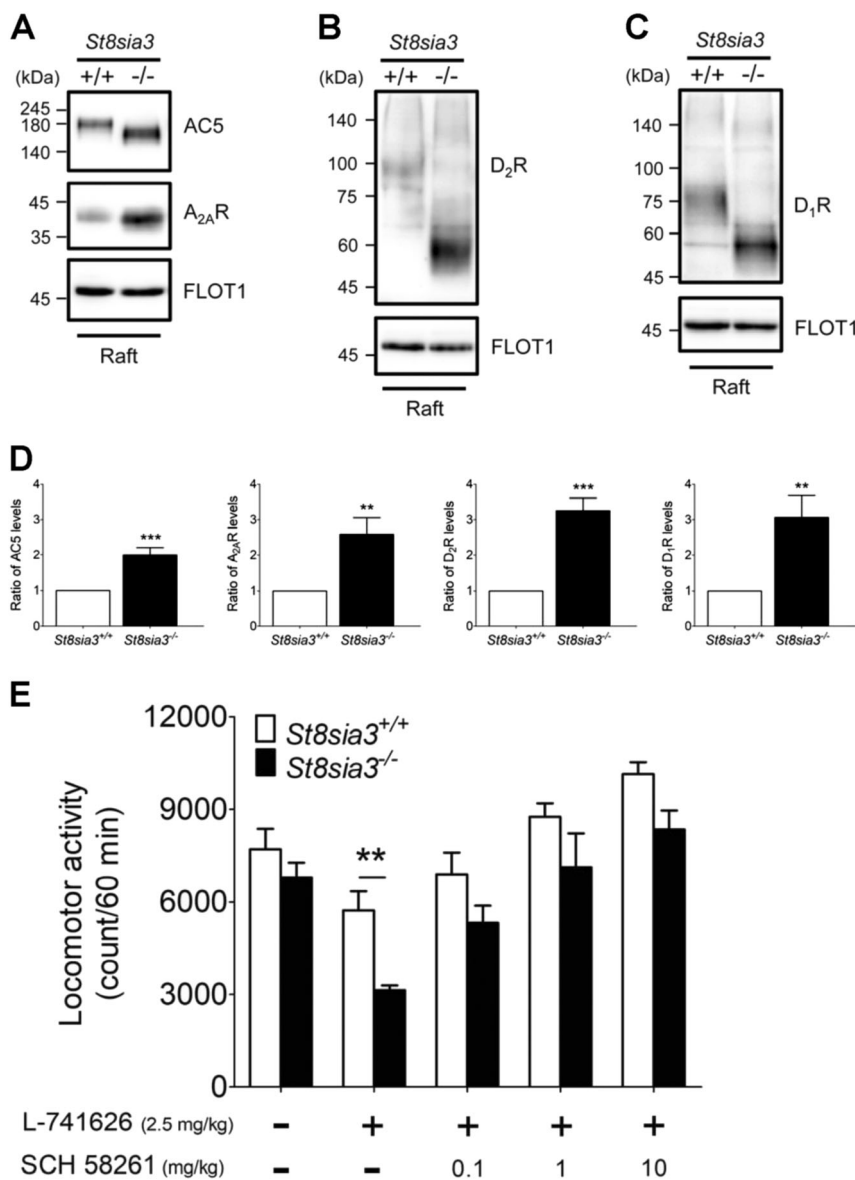 A
St8sia3
(kDa) +/+ -/-
245
180
140
AC5
45
35
A2AR
45
FLOT1
Raft
B
St8sia3
(kDa) +/+ -/-
140
100
75
60
45
D2R
45
FLOT1
Raft
C
St8sia3
(kDa) +/+ -/-
140
100
75
60
45
D1R
45
FLOT1
Raft
D
Ratio of AC5 levels
4
3
2
1
0
***
St8sia3+/+ St8sia3-/-
Ratio of A2AR levels
4
3
2
1
0
**
St8sia3+/+ St8sia3-/-
Ratio of D2R levels
4
3
2
1
0
***
St8sia3+/+ St8sia3-/-
Ratio of D1R levels
4
3
2
1
0
**
St8sia3+/+ St8sia3-/-
E
Locomotor activity
(count/60 min)
12000
9000
6000
3000
0
St8sia3+/+
St8sia3-/-
**
L-741626 (2.5 mg/kg) - + + + +
SCH 58261 (mg/kg) - - 0.1 1 10